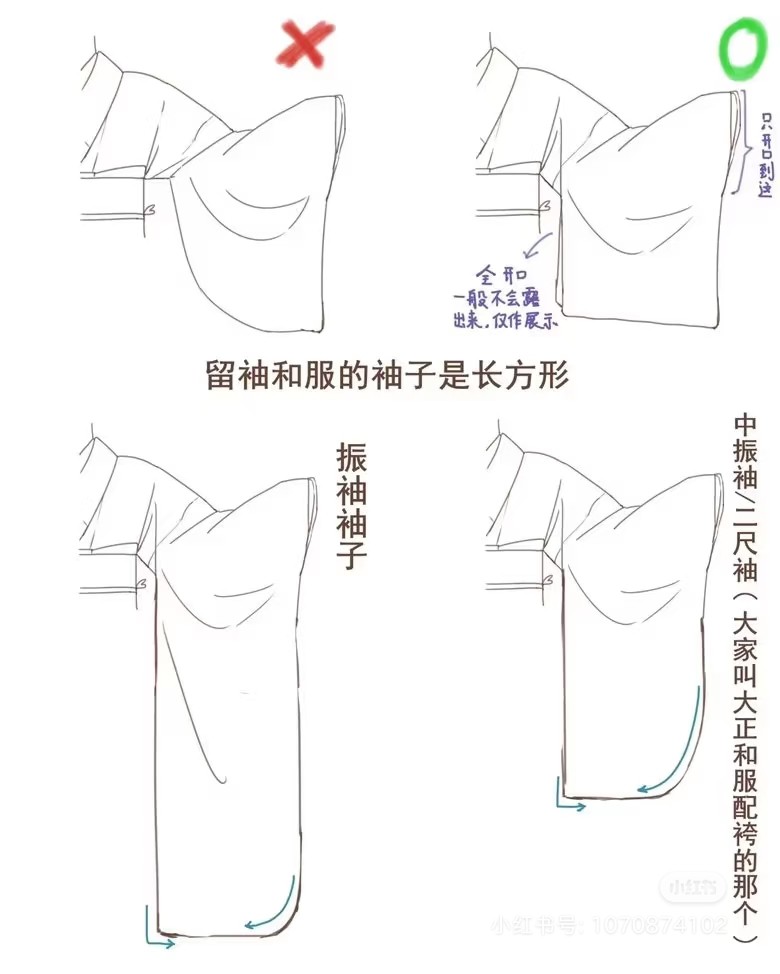 只开口到这
全开口
一般不会露
出来,仅作展示
留袖和服的袖子是长方形
振袖袖子
中振袖/二尺袖(大家叫大正和服配袴的那个)
小红书
小红书号: 1070874102